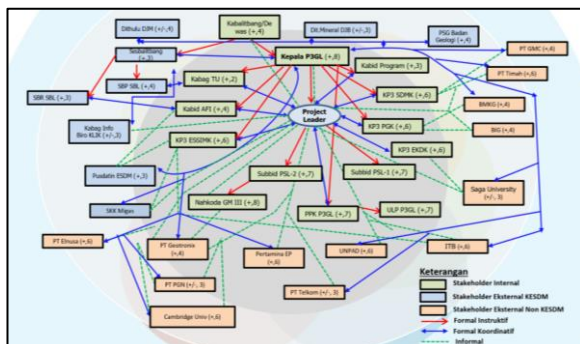 Dithulu DJM (+/-,4)
Kabalitbang/De
was (+,4)
Dit.Mineral DJB (+/-,3)
PSG Badan
Geologi (+,4)
Sesbalitbang
(+,3)
Kepala P3GL (+,8)
PT GMC (+,6)
SBP SBL (+,4)
Kabag TU (+,2)
Kabid Program (+,3)
PT Timah (+,6)
SBR SBL (+,3)
Kabid AFI (+,4)
KP3 SDMK (+,6)
BMKG (+,4)
Kabag Info
Biro KLIK (+/-,3)
Project
Leader
KP3 PGK (+,6)
BIG (+,4)
KP3 ESSIMK (+,6)
KP3 EKDK (+,6)
Pusdatin ESDM (+,3)
Subbid PSL-2 (+,7)
Subbid PSL-1 (+,7)
Saga University
(+/-, 3)
SKK Migas
Nahkoda GM III (+,8)
PPK P3GL (+,7)
ULP P3GL (+,7)
PT Elnusa (+,6)
PT Geotronix
(+,4)
Pertamina EP
(+,6)
UNPAD (+,6)
ITB (+,6)
PT PGN (+/-, 3)
PT Telkom (+/-, 3)
Cambridge Univ (+,6)
Keterangan
Stakeholder Internal
Stakeholder Eksternal KESDM
Stakeholder Eksternal Non KESDM
Formal Instruktif
Formal Koordinatif
Informal